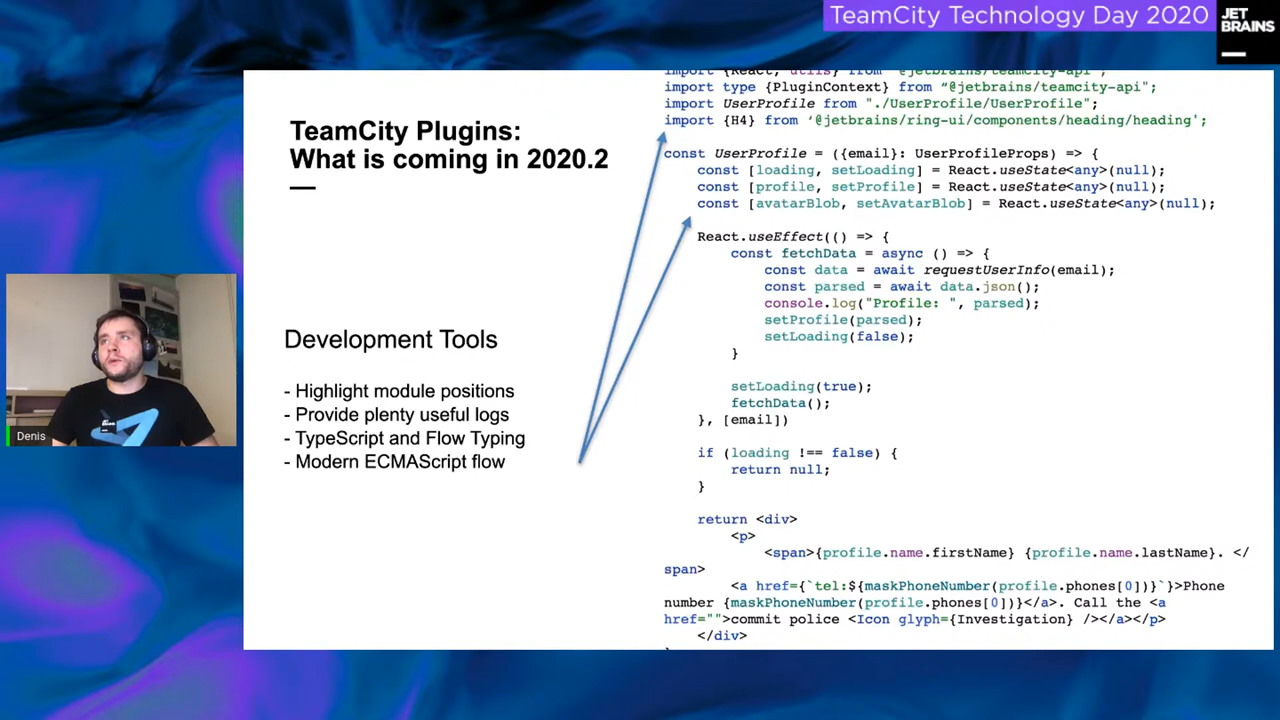 TeamCity Technology Day 2020
JET
BRAINS
TeamCity Plugins:
What is coming in 2020.2
Development Tools
- Highlight module positions
- Provide plenty useful logs
- TypeScript and Flow Typing
- Modern ECMAScript flow
Denis
import {React, utils} from "@jetbrains/teamcity-api";
import type {PluginContext} from “@jetbrains/teamcity-api";
import UserProfile from "./UserProfile/UserProfile";
import {H4} from ‘@jetbrains/ring-ui/components/heading/heading';
const UserProfile = ({email}: UserProfileProps) => {
const [loading, setLoading] = React.useState<any>(null);
const [profile, setProfile] = React.useState<any>(null);
const [avatarBlob, setAvatarBlob] = React.useState<any>(null);
React.useEffect(() => {
const fetchData = async () => {
const data = await requestUserInfo(email);
const parsed = await data.json();
console.log("Profile: ", parsed);
setProfile(parsed);
setLoading(false);
}
setLoading(true);
fetchData();
}, [email])
if (loading !== false) {
return null;
}
return <div>
<p>
<span>{profile.name.firstName} {profile.name.lastName}. </
span>
<a href={`tel:${maskPhoneNumber(profile.phones[0])}`}>Phone
number {maskPhoneNumber(profile.phones[0])}</a>. Call the <a
href="">commit police <Icon glyph={Investigation} /></a></p>
</div>